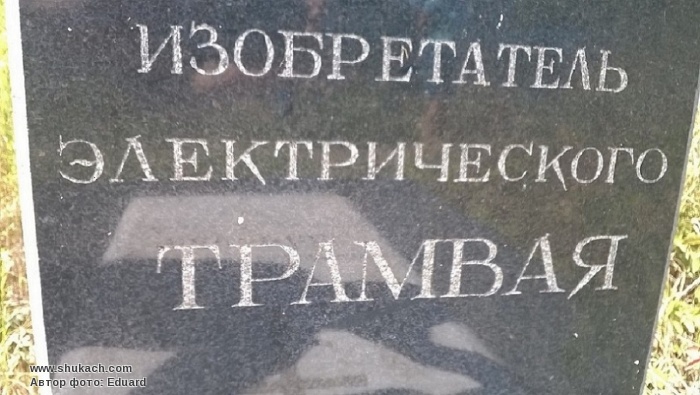 ИЗОБРЕТАТЕЛЬ
ЭЛЕКТРИЧЕСКОГО
ТРАМВАЯ
www.shukach.com
Автор фото: Eduard